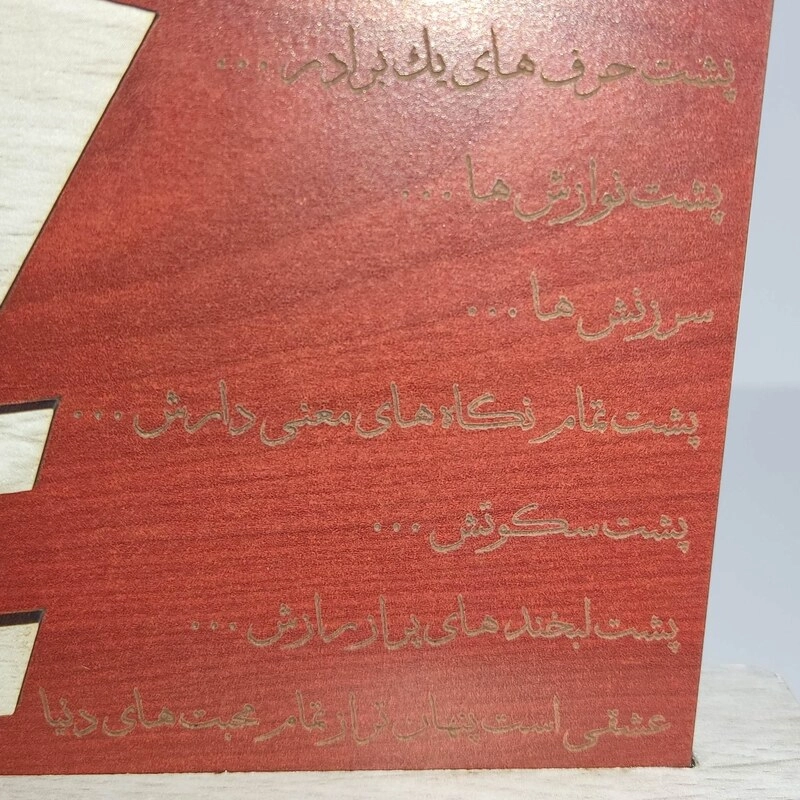 پشت حرف های یک برادر...
پشت نوازش ها...
سرزنش ها...
پشت تمام نگاه های معنی دارش...
پشت سکوتش...
پشت لبخند های پر از رازش...
عشقی است پنهان تر از تمام محبت های دنیا